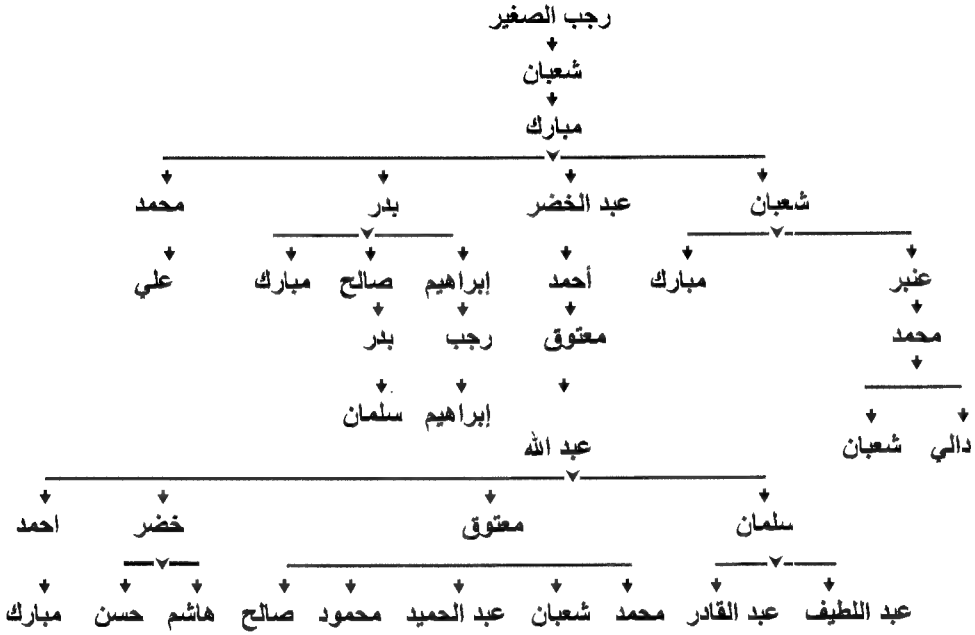 رجب الصغير
شعبان
مبارك
شعبان عبد الخضر بدر محمد
عنبر مبارك أحمد إبراهيم صالح مبارك علي
محمد معتوق رجب بدر
إبراهيم سلمان
دالي شعبان عبد الله
سلمان معتوق خضر احمد
عبد اللطيف عبد القادر محمد شعبان عبد الحميد محمود صالح هاشم حسن مبارك